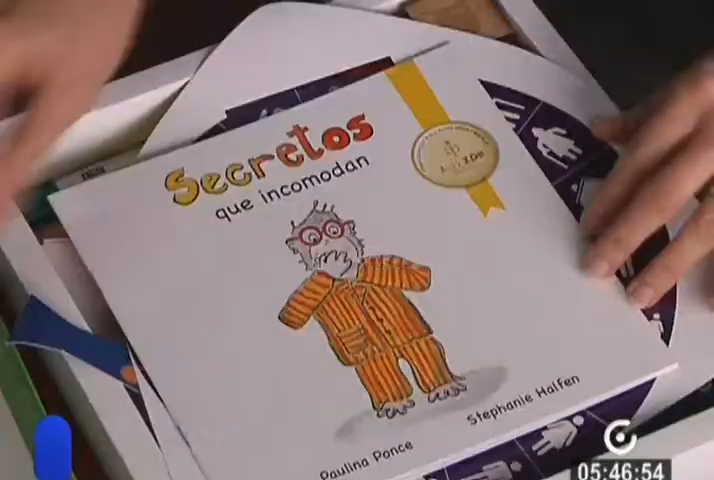 Secretos
que incomodan
Paulina Ponce
Stephanie Halfen
05:46:54